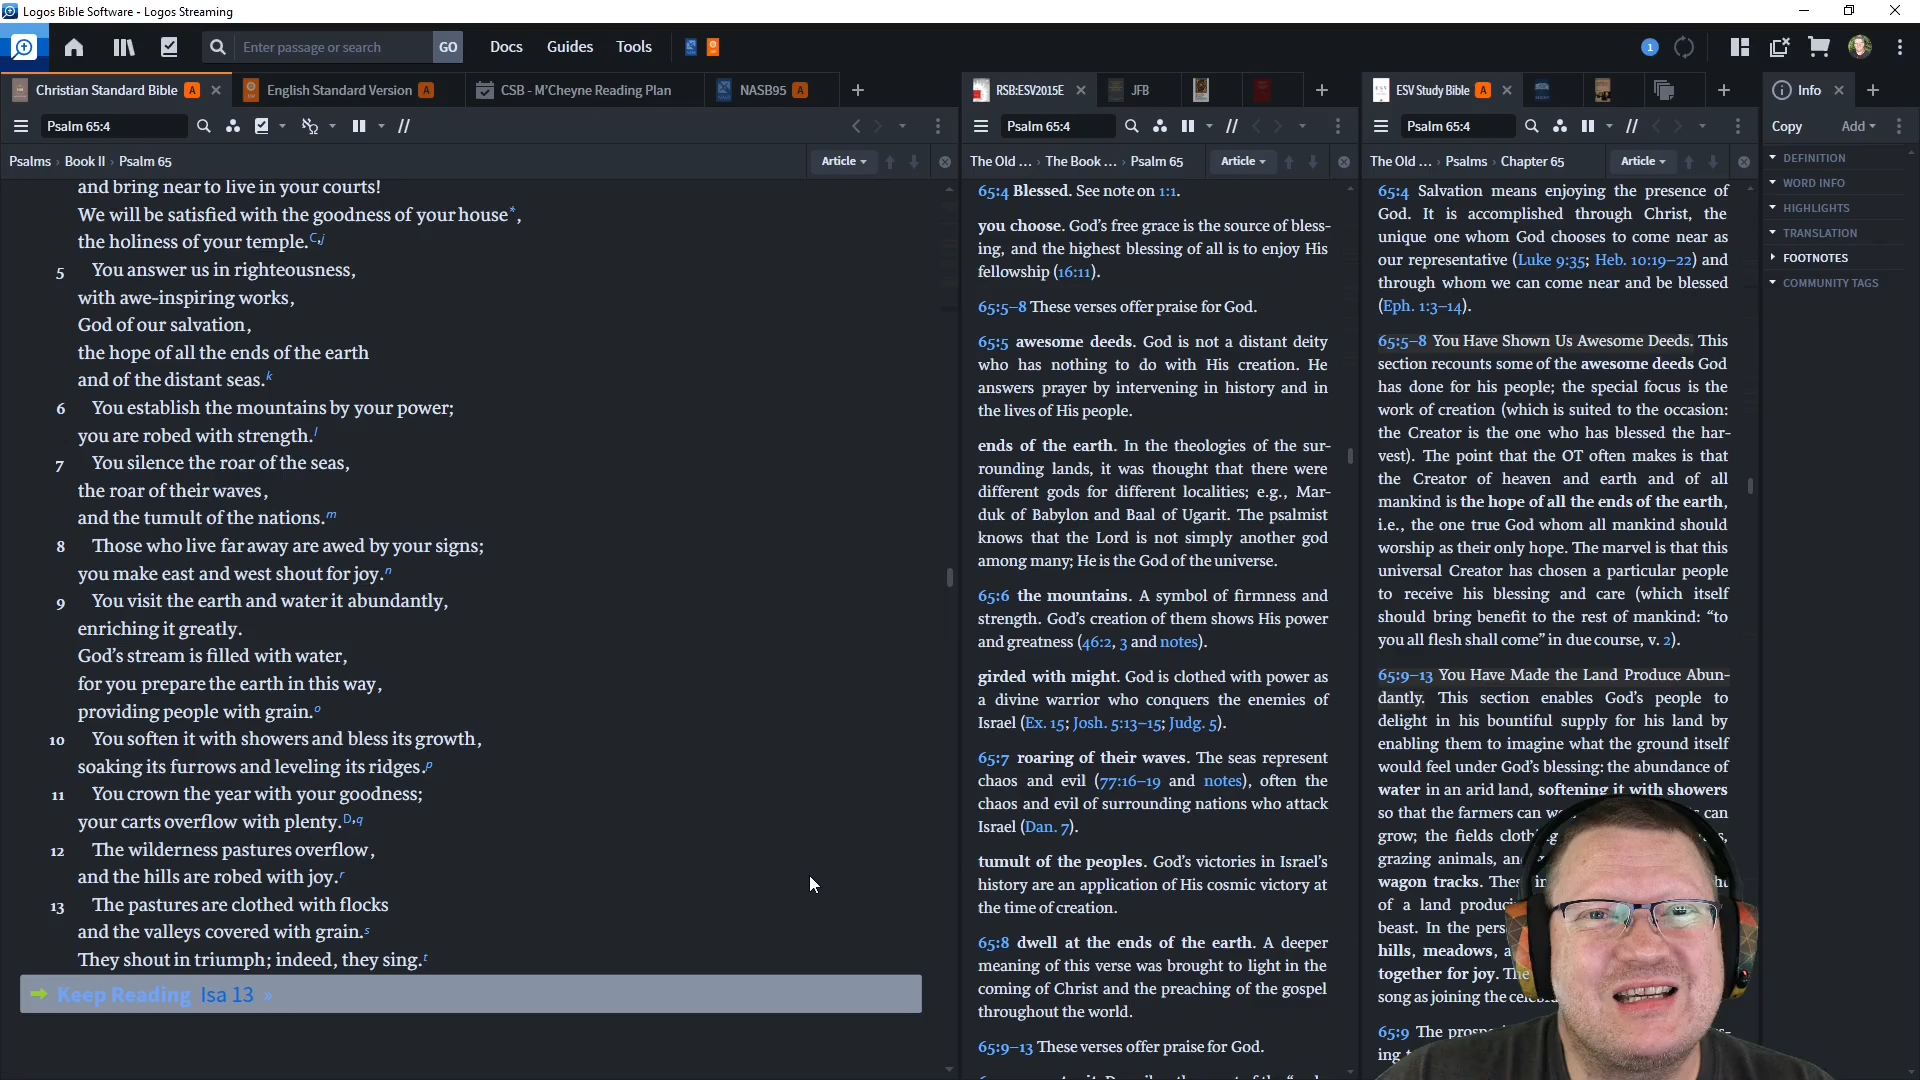 Logos Bible Software - Logos Streaming
Enter passage or search
GO
Docs
Guides
Tools
1
Christian Standard Bible A
English Standard Version A
CSB - M'Cheyne Reading Plan
NASB95 A
Psalm 65:4
Psalms › Book II › Psalm 65
Article
and bring near to live in your courts!
We will be satisfied with the goodness of your house*,
the holiness of your temple.C,j
5 You answer us in righteousness,
with awe-inspiring works,
God of our salvation,
the hope of all the ends of the earth
and of the distant seas.k
6 You establish the mountains by your power;
you are robed with strength.l
7 You silence the roar of the seas,
the roar of their waves,
and the tumult of the nations.m
8 Those who live far away are awed by your signs;
you make east and west shout for joy.n
9 You visit the earth and water it abundantly,
enriching it greatly.
God's stream is filled with water,
for you prepare the earth in this way,
providing people with grain.o
10 You soften it with showers and bless its growth,
soaking its furrows and leveling its ridges.p
11 You crown the year with your goodness;
your carts overflow with plenty.D,q
12 The wilderness pastures overflow,
and the hills are robed with joy.r
13 The pastures are clothed with flocks
and the valleys covered with grain.s
They shout in triumph; indeed, they sing.t
Keep Reading Isa 13 »
RSB:ESV2015E
JFB
Psalm 65:4
The Old ... › The Book ... › Psalm 65
Article
65:4 Blessed. See note on 1:1.
you choose. God's free grace is the source of bless-
ing, and the highest blessing of all is to enjoy His
fellowship (16:11).
65:5–8 These verses offer praise for God.
65:5 awesome deeds. God is not a distant deity
who has nothing to do with His creation. He
answers prayer by intervening in history and in
the lives of His people.
ends of the earth. In the theologies of the sur-
rounding lands, it was thought that there were
different gods for different localities; e.g., Mar-
duk of Babylon and Baal of Ugarit. The psalmist
knows that the Lord is not simply another god
among many; He is the God of the universe.
65:6 the mountains. A symbol of firmness and
strength. God's creation of them shows His power
and greatness (46:2, 3 and notes).
girded with might. God is clothed with power as
a divine warrior who conquers the enemies of
Israel (Ex. 15; Josh. 5:13–15; Judg. 5).
65:7 roaring of their waves. The seas represent
chaos and evil (77:16–19 and notes), often the
chaos and evil of surrounding nations who attack
Israel (Dan. 7).
tumult of the peoples. God's victories in Israel's
history are an application of His cosmic victory at
the time of creation.
65:8 dwell at the ends of the earth. A deeper
meaning of this verse was brought to light in the
coming of Christ and the preaching of the gospel
throughout the world.
65:9–13 These verses offer praise for God.
ESV Study Bible A
Psalm 65:4
The Old ... › Psalms › Chapter 65
Article
65:4 Salvation means enjoying the presence of
God. It is accomplished through Christ, the
unique one whom God chooses to come near as
our representative (Luke 9:35; Heb. 10:19–22) and
through whom we can come near and be blessed
(Eph. 1:3–14).
65:5–8 You Have Shown Us Awesome Deeds. This
section recounts some of the awesome deeds God
has done for his people; the special focus is the
work of creation (which is suited to the occasion:
the Creator is the one who has blessed the har-
vest). The point that the OT often makes is that
the Creator of heaven and earth and of all
mankind is the hope of all the ends of the earth,
i.e., the one true God whom all mankind should
worship as their only hope. The marvel is that this
universal Creator has chosen a particular people
to receive his blessing and care (which itself
should bring benefit to the rest of mankind: "to
you all flesh shall come" in due course, v. 2).
65:9–13 You Have Made the Land Produce Abun-
dantly. This section enables God's people to
delight in his bountiful supply for his land by
enabling them to imagine what the ground itself
would feel under God's blessing: the abundance of
water in an arid land, softening it with showers
so that the farmers can can
grow; the fields
grazing animals,
wagon tracks.
of a land
beast. In the
hills, meadows,
together for joy.
song as joining the
65:9 The
Info
Copy
Add
DEFINITION
WORD INFO
HIGHLIGHTS
TRANSLATION
FOOTNOTES
COMMUNITY TAGS